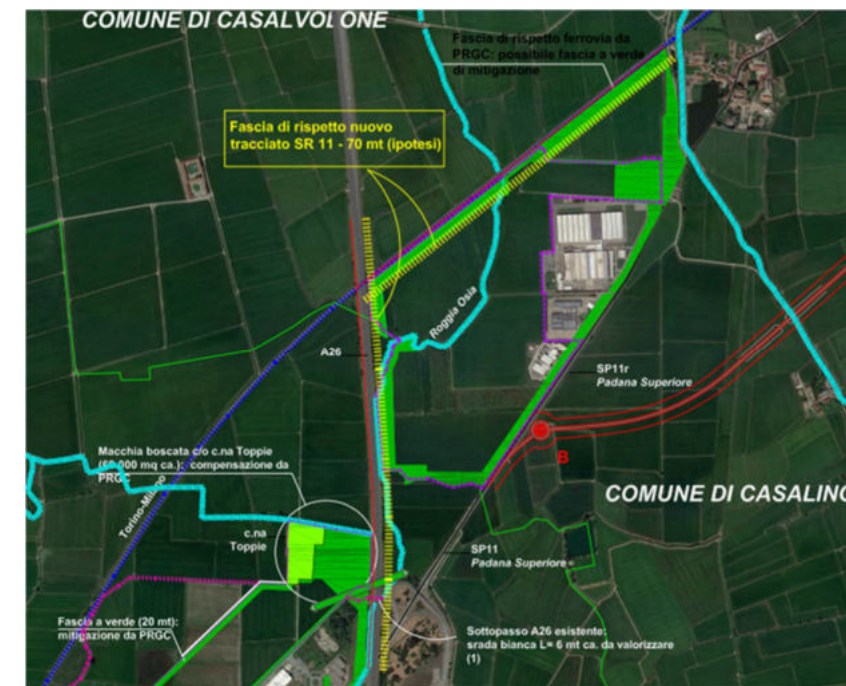 COMUNE DI CASALVOLONE
Fascia di rispetto ferrovia da
PRGC: possibile fascia a verde
di mitigazione
Fascia di rispetto nuovo
tracciato SR 11 - 70 mt (ipotesi)
Roggia Osia
A26
SP11r
Padana Superiore
B
Macchia boscata c/o c.na Toppie
(60.000 mq ca.): compensazione da
PRGC
Torino-Milano
COMUNE DI CASALINO
c.na
Toppie
SP11
Padana Superiore
Fascia a verde (20 mt):
mitigazione da PRGC
Sottopasso A26 esistente:
srada bianca L= 6 mt ca. da valorizzare
(1)